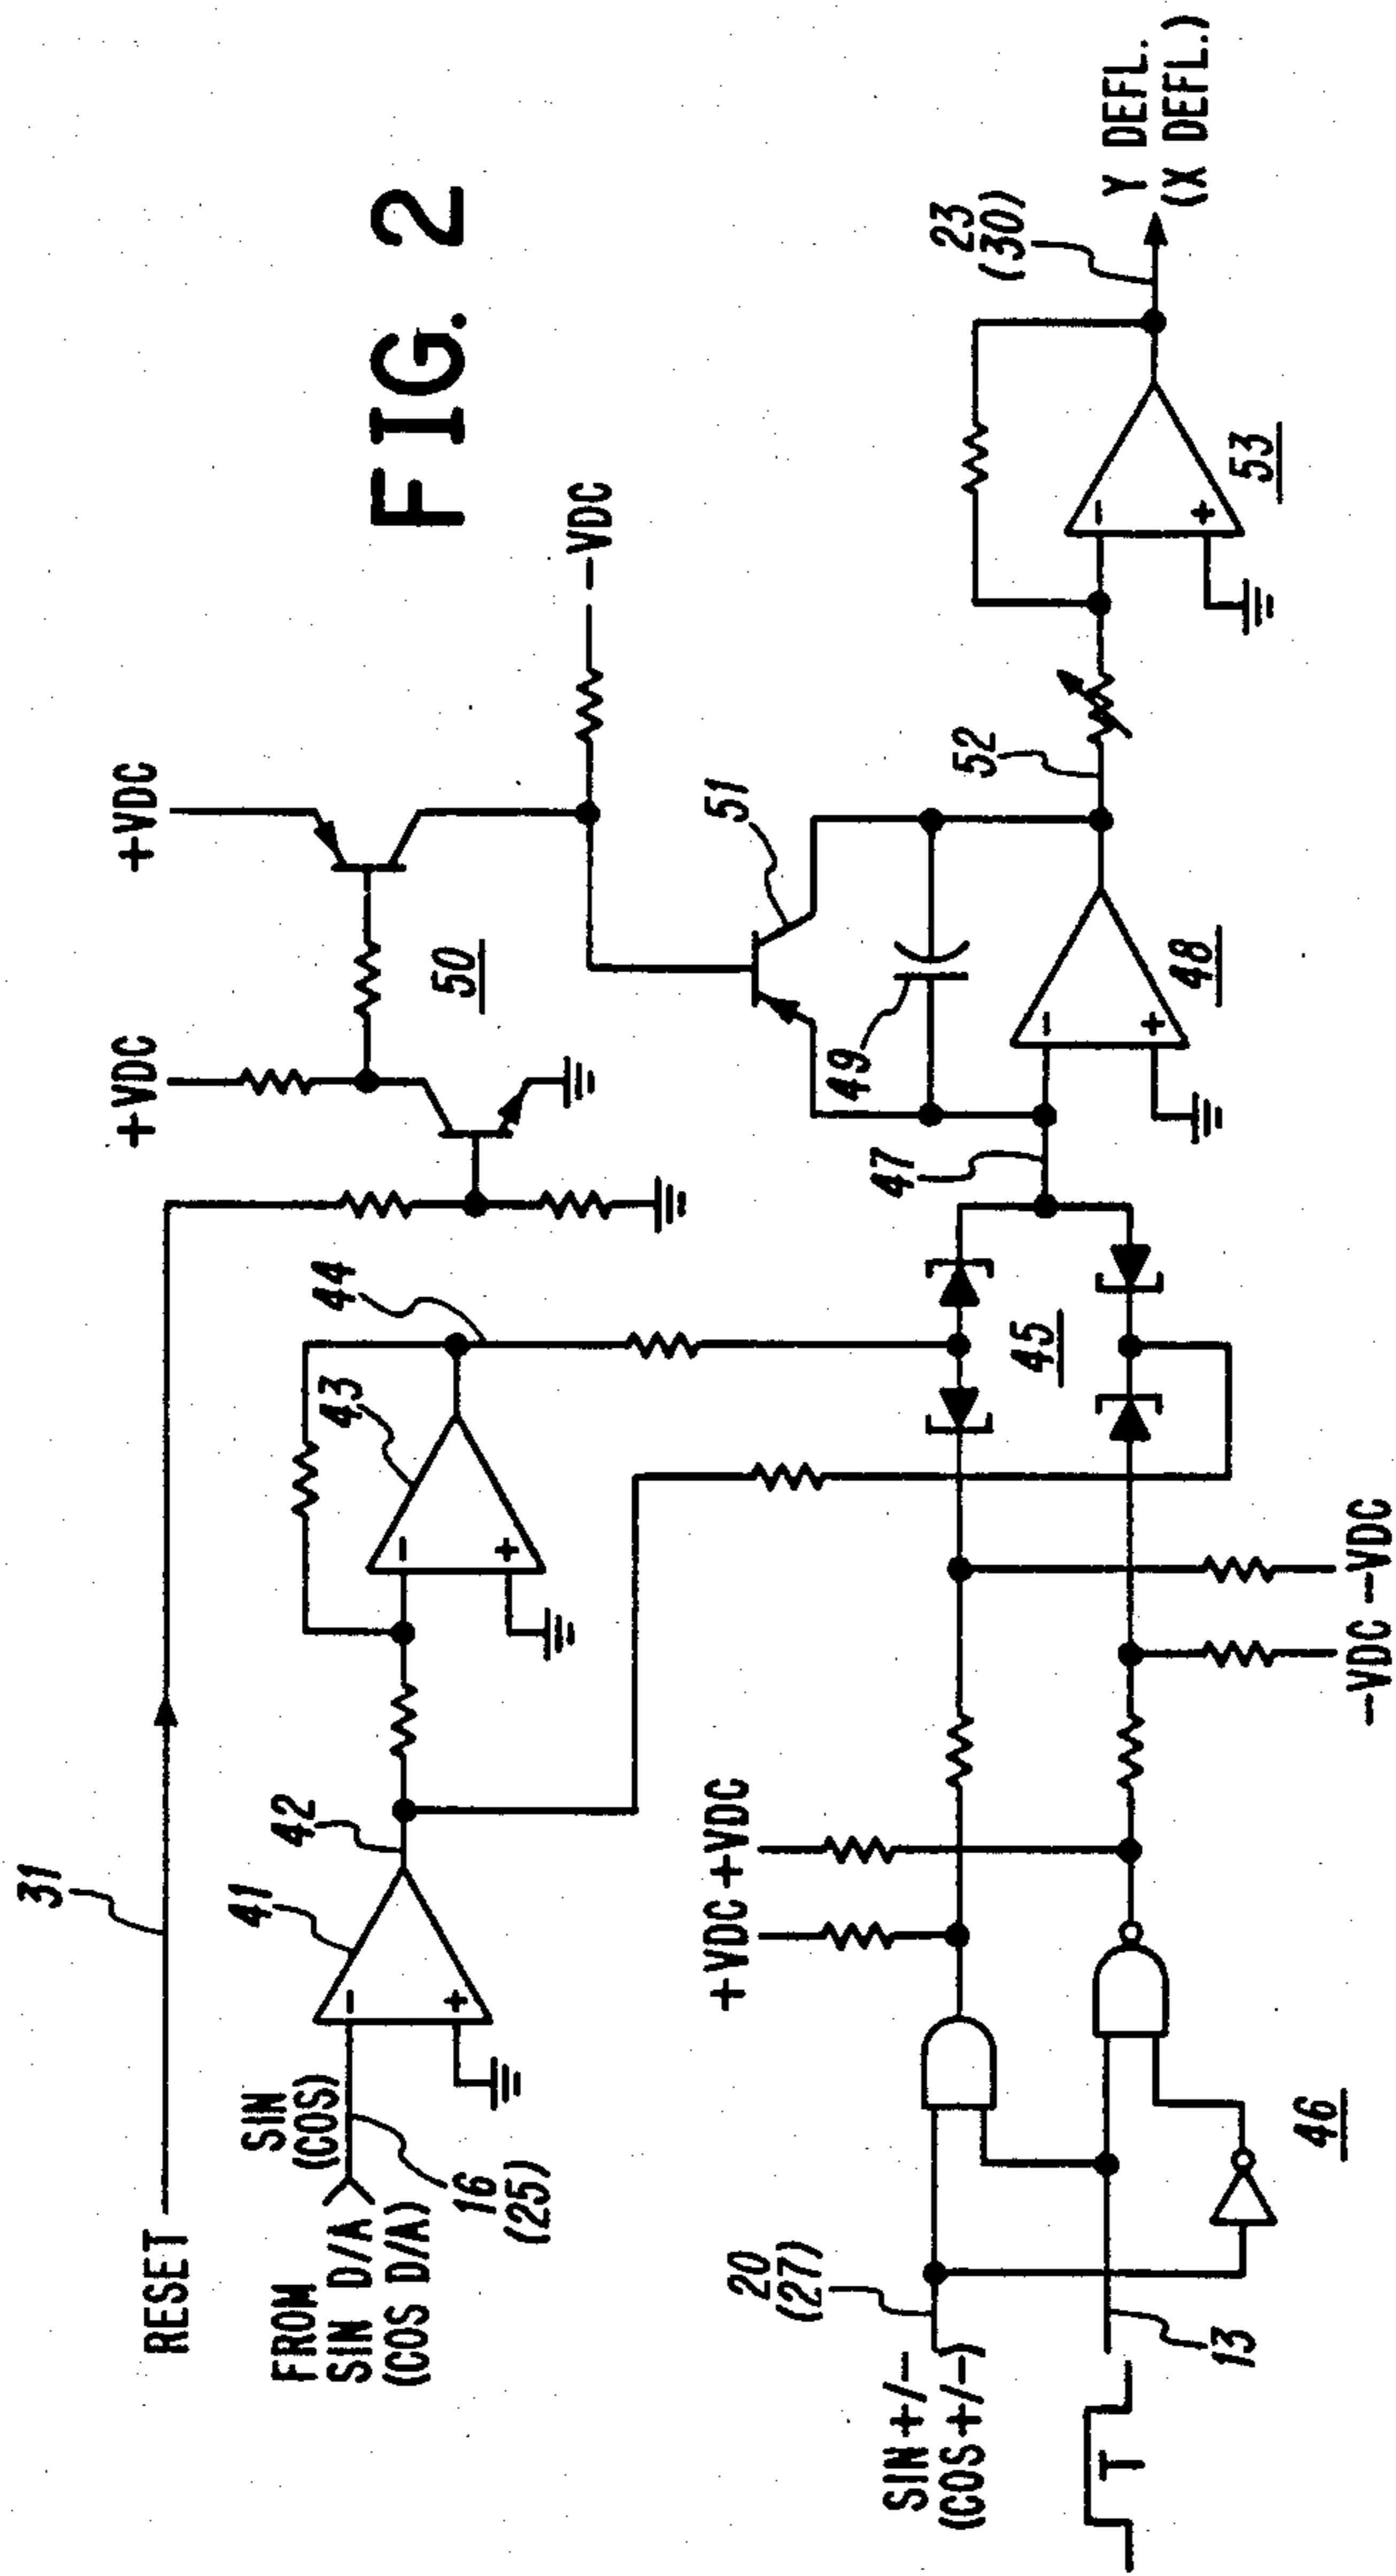 FIG. 2
RESET
31
FROM
SIN D/A
(COS D/A)
SIN
(COS)
16
(25)
41
42
43
44
+VDC
+VDC
50
-VDC
51
49
47
48
52
53
23
(30)
Y DEFL.
(X DEFL.)
45
+VDC
+VDC
-VDC
-VDC
SIN+/-
(COS+/-)
20
(27)
T
13
46
-
+
-
+
-
+
-
+